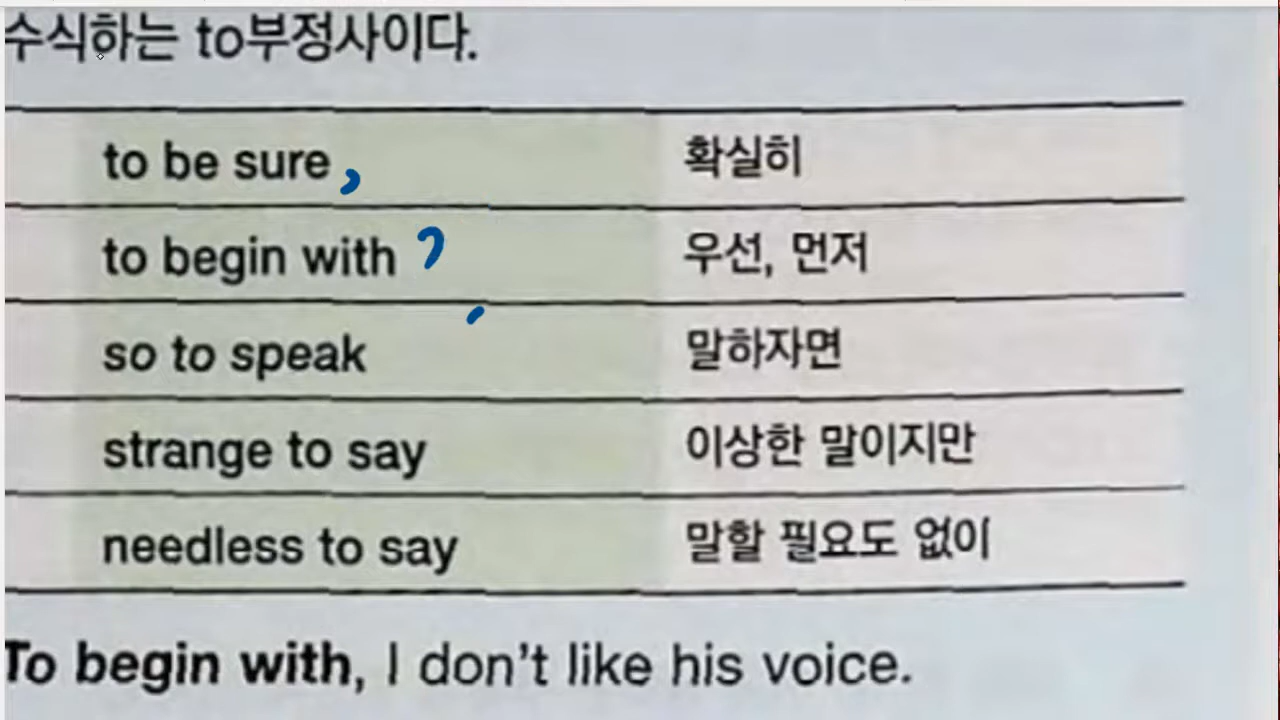 수식하는 to부정사이다.
to be sure, 확실히
to begin with, 우선, 먼저
so to speak 말하자면
strange to say 이상한 말이지만
needless to say 말할 필요도 없이
To begin with, I don't like his voice.